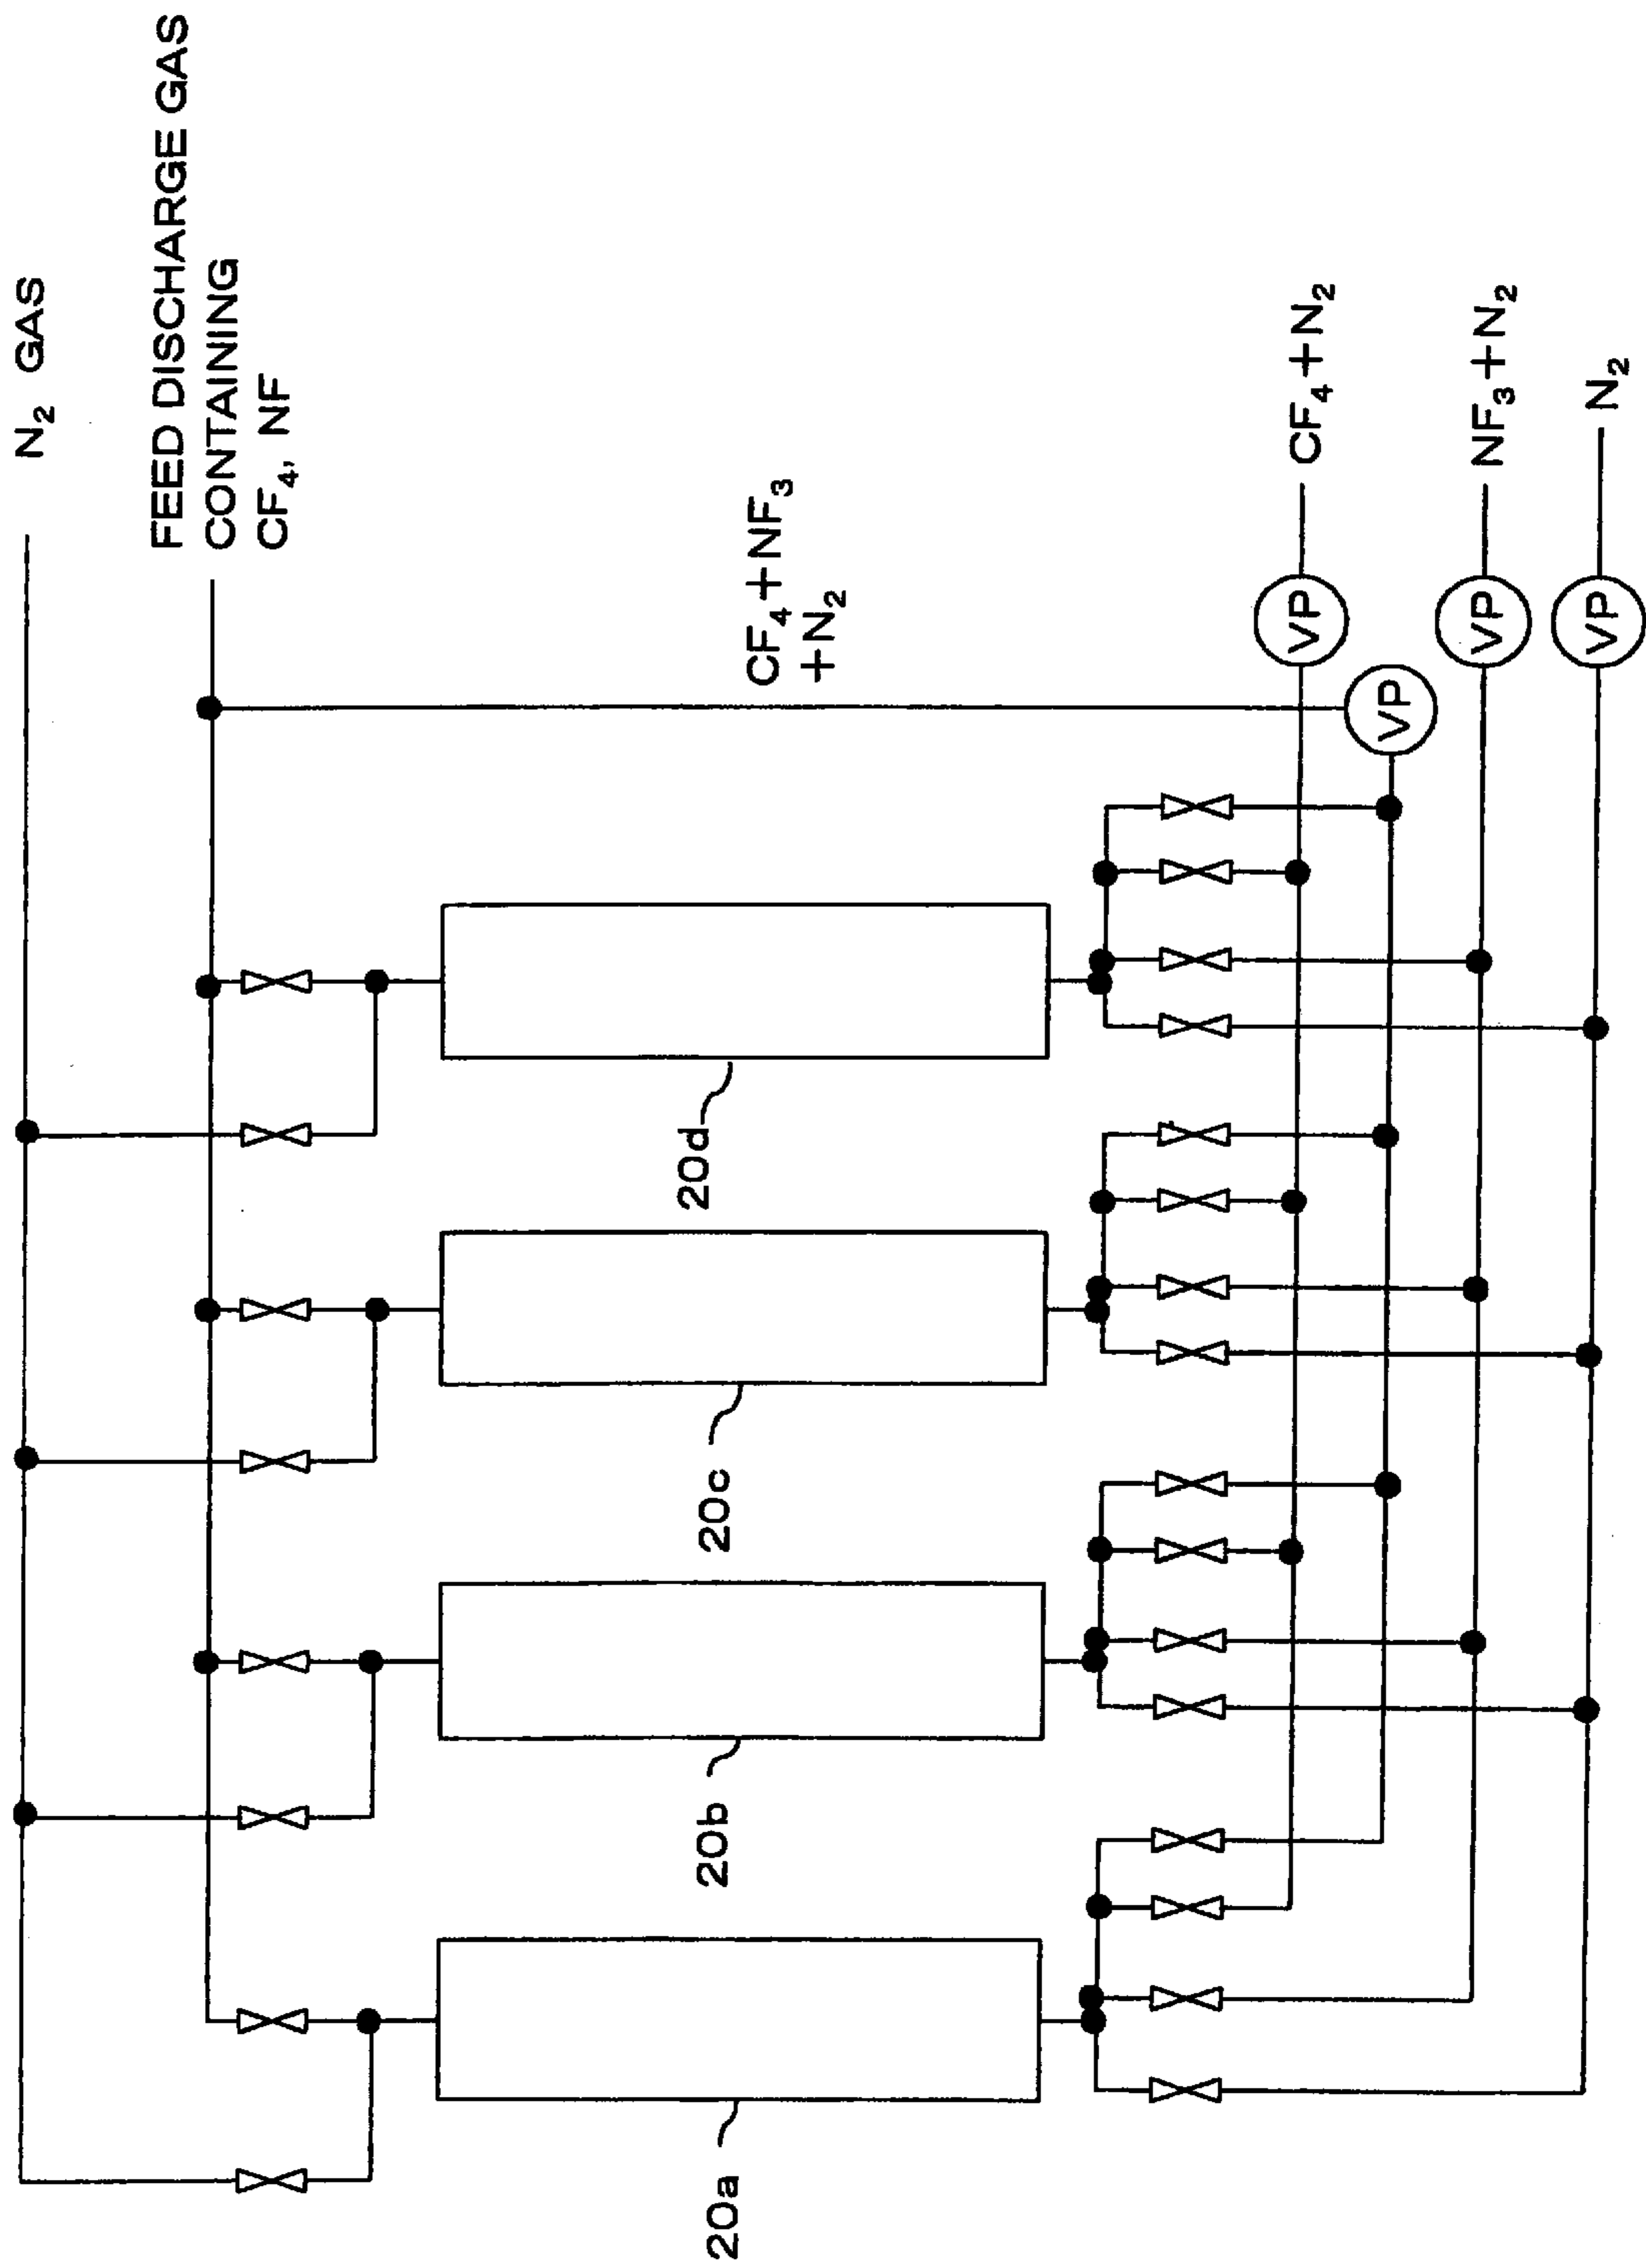 N₂ GAS
FEED DISCHARGE GAS
CONTAINING
CF₄, NF
CF₄+NF₃
+N₂
20a
20b
20c
20d
VP
CF₄+N₂
VP
VP
NF₃+N₂
VP
N₂